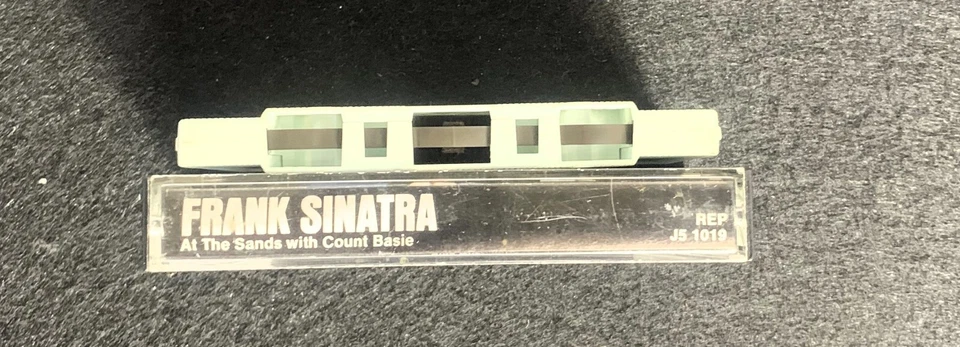 FRANK SINATRA
At The Sands with Count Basie
REP
J5 1019